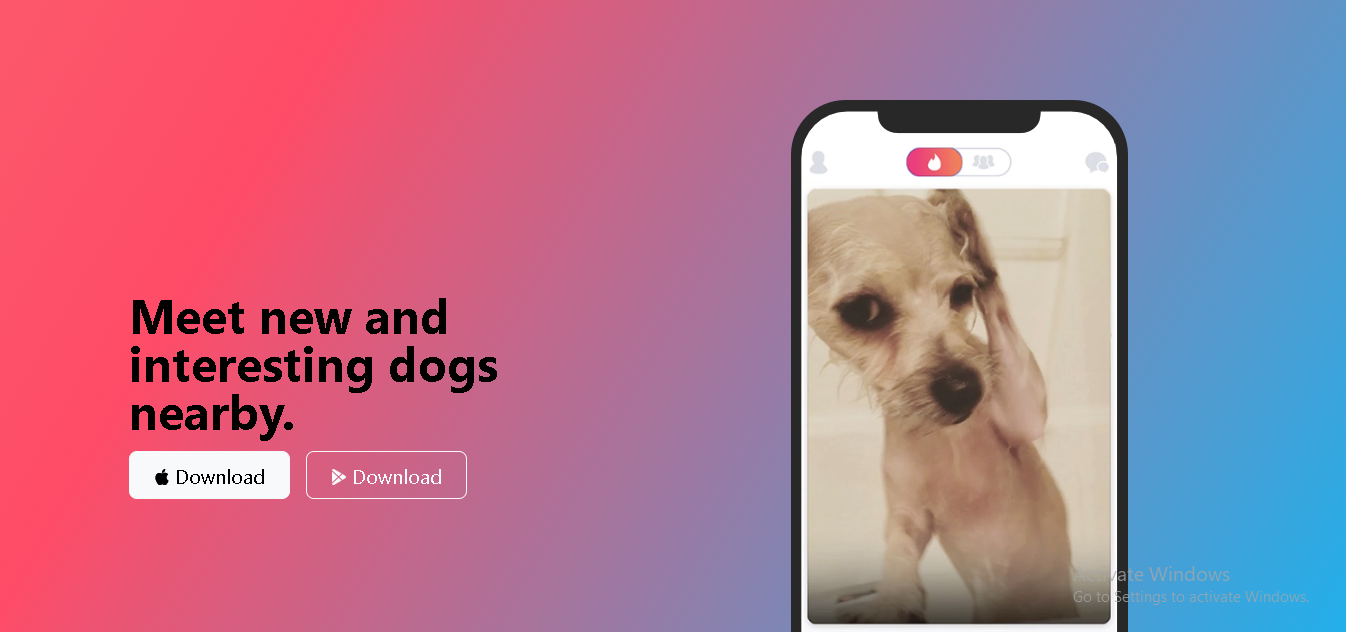 Meet new and
interesting dogs
nearby.
Download
Download
Activate Windows
Go to Settings to activate Windows.